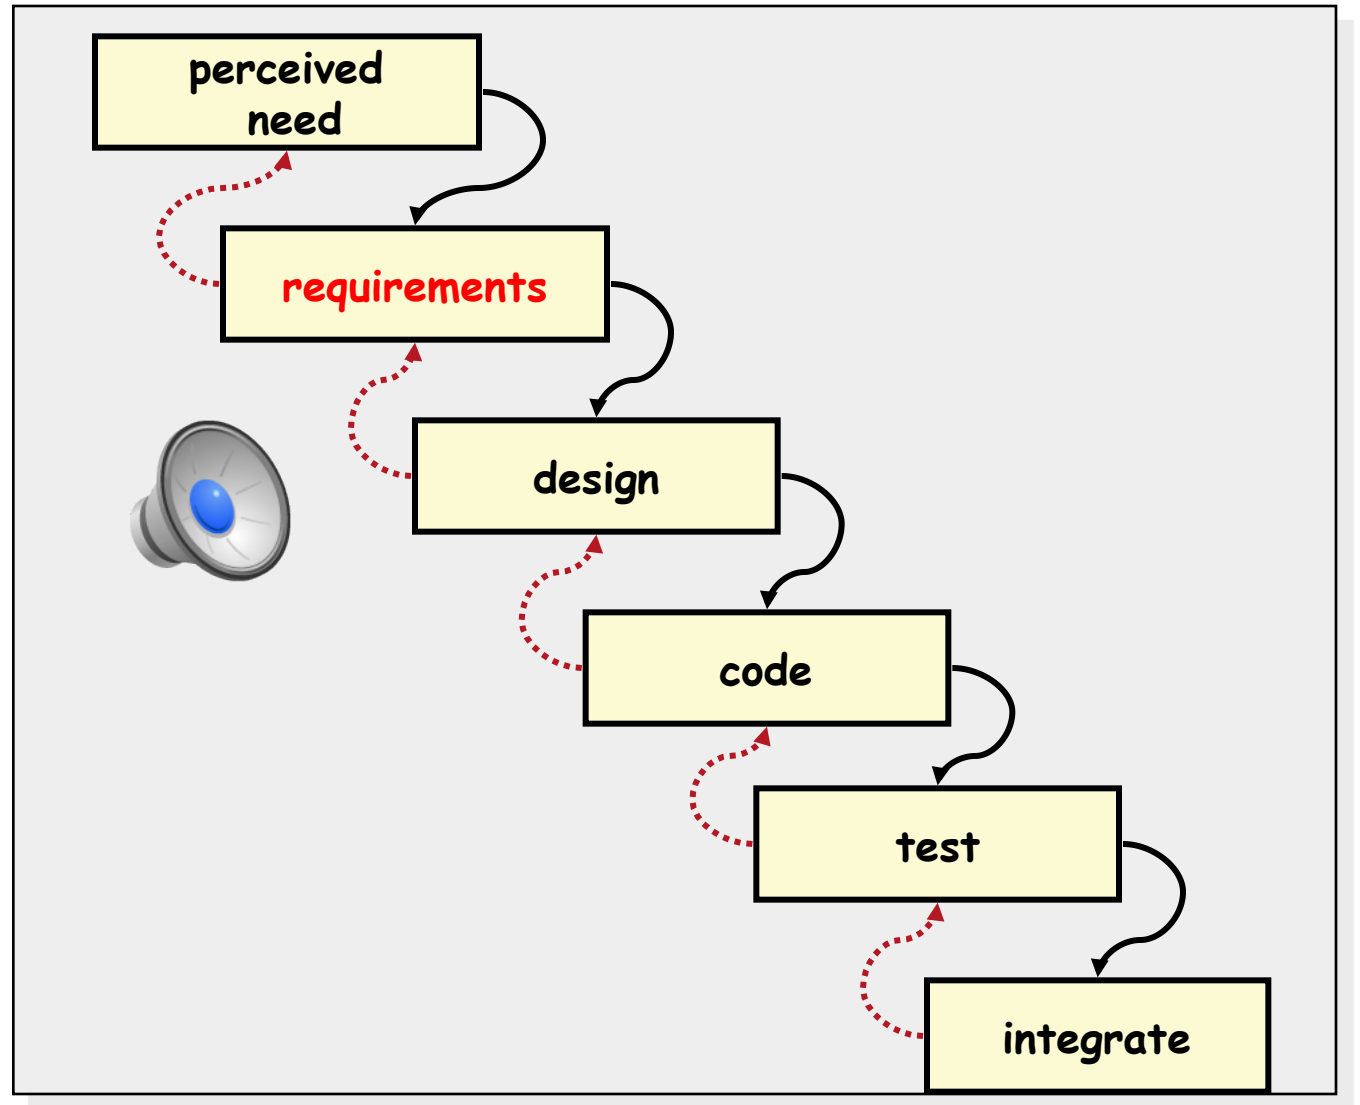 perceived
need
requirements
design
code
test
integrate